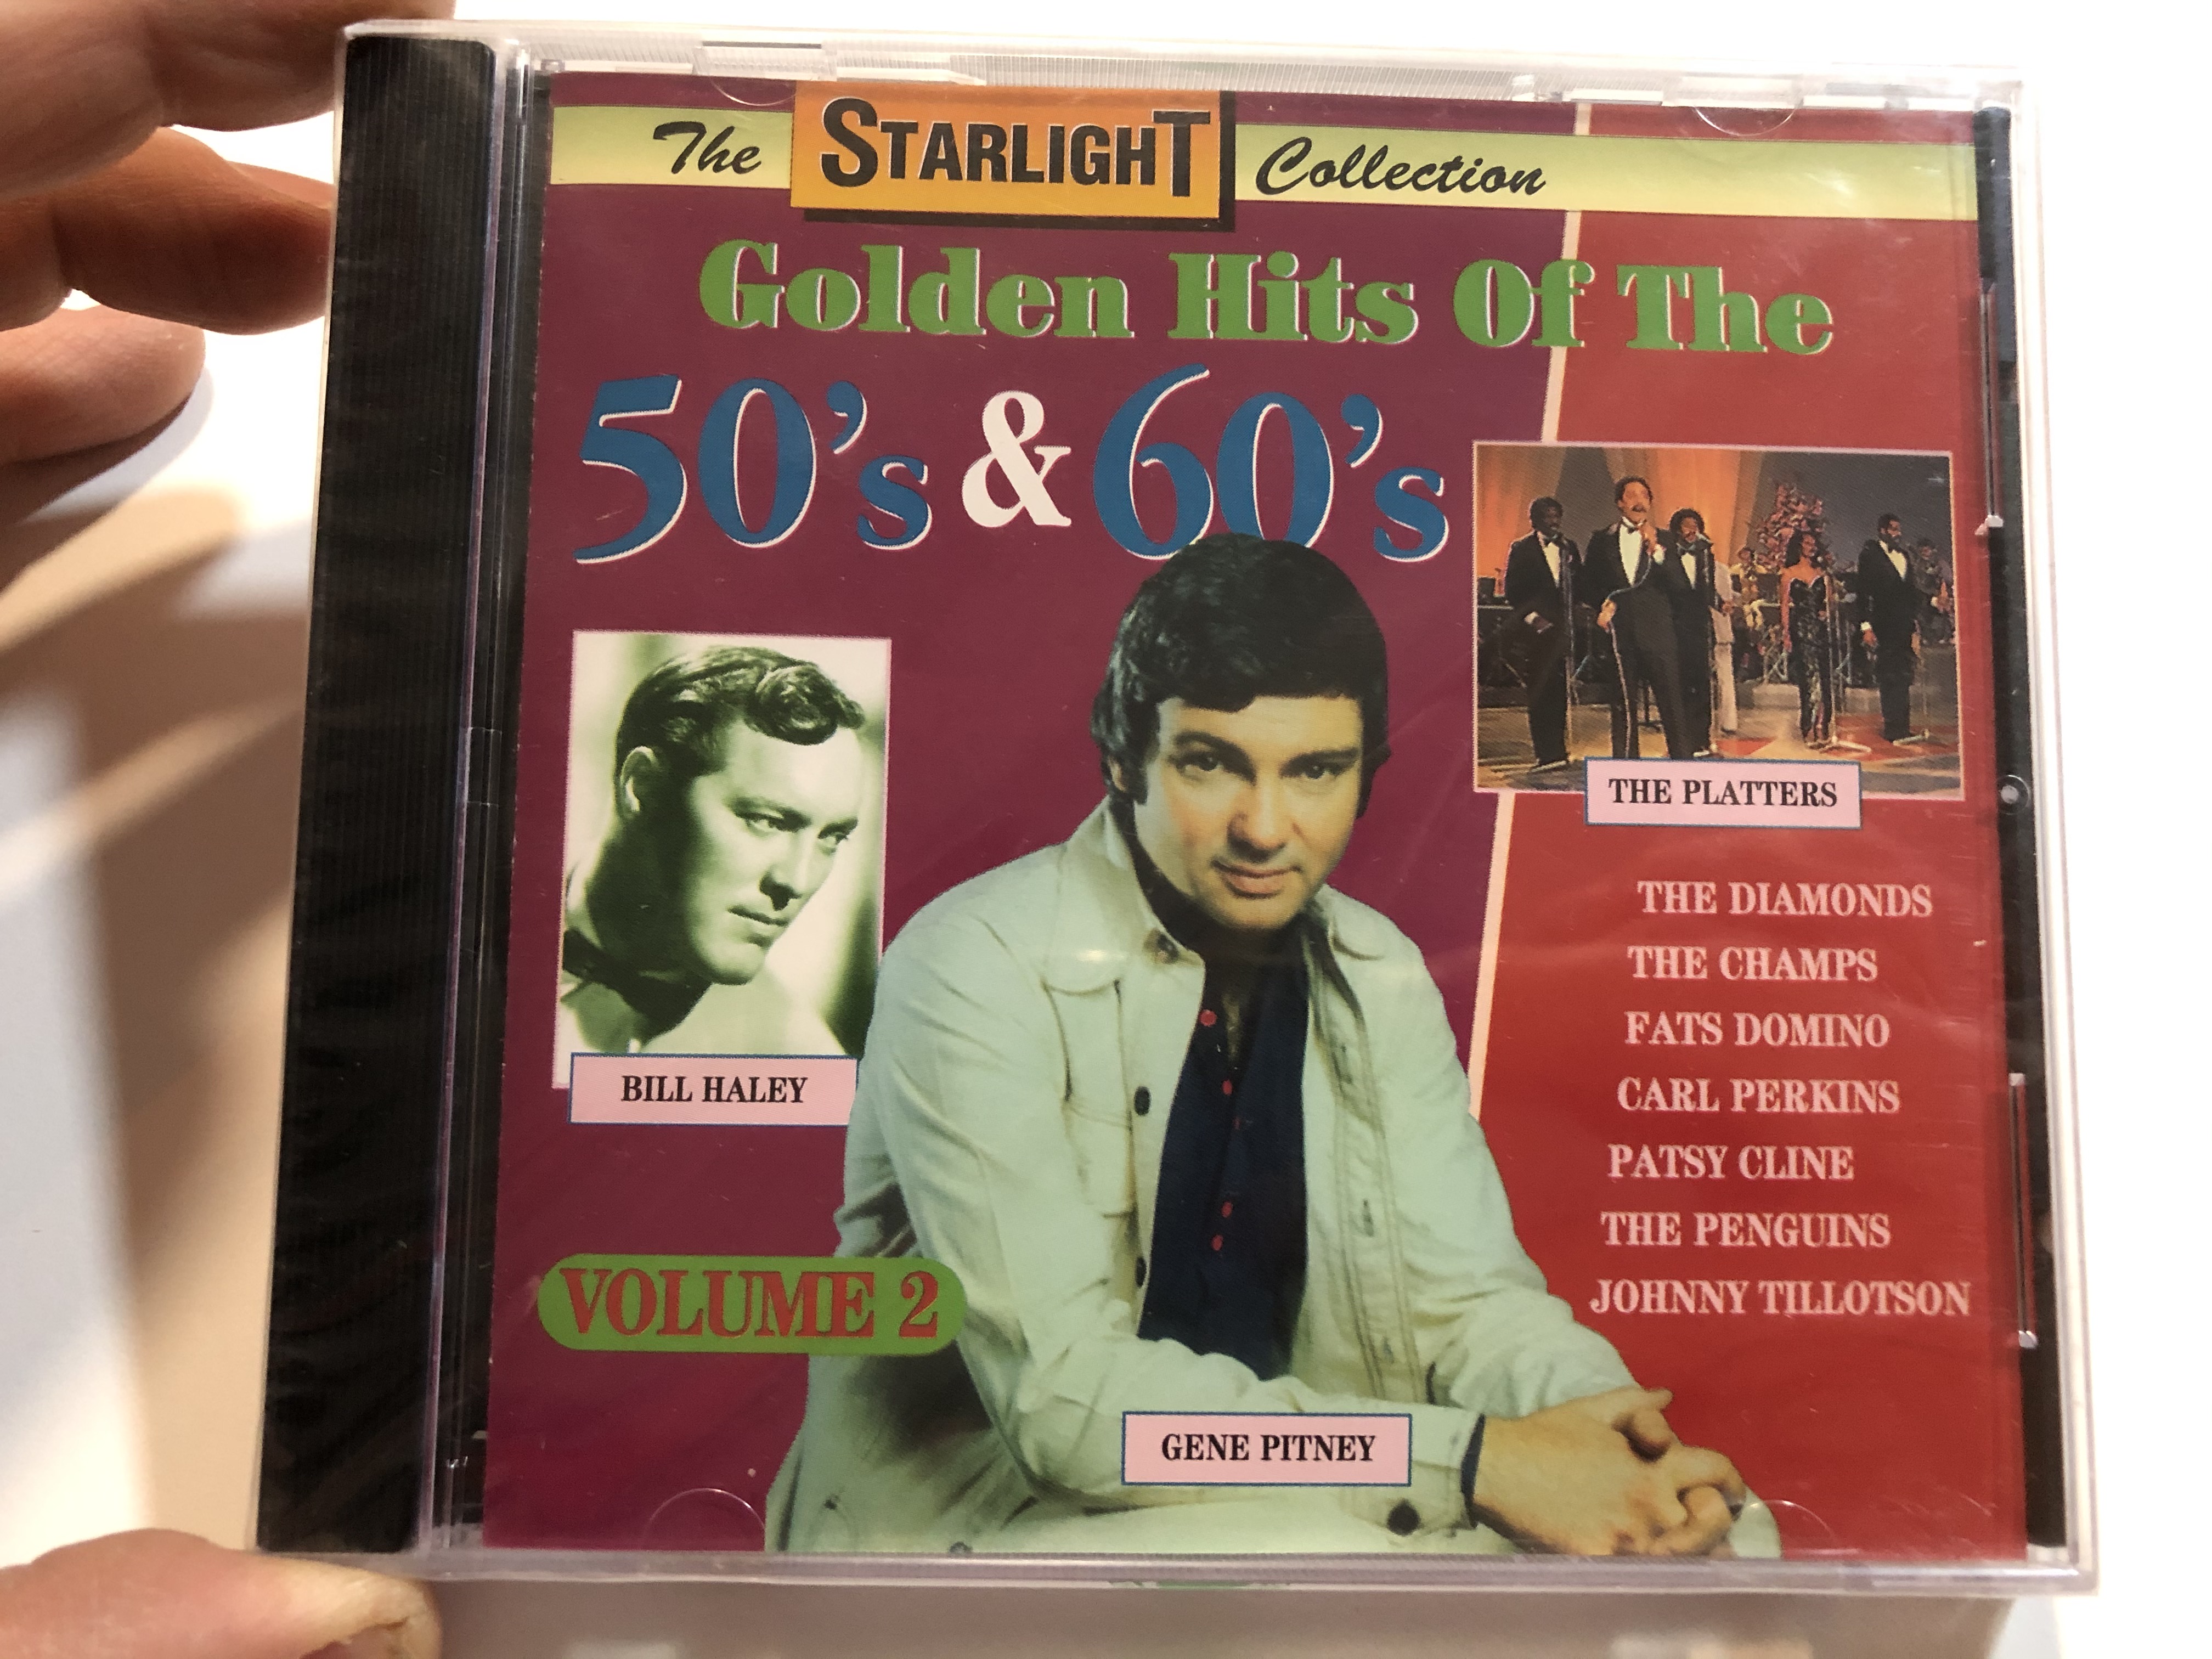 The STARLIGHT Collection
Golden Hits Of The
50's & 60's
THE PLATTERS
BILL HALEY
THE DIAMONDS
THE CHAMPS
FATS DOMINO
CARL PERKINS
PATSY CLINE
THE PENGUINS
JOHNNY TILLOTSON
VOLUME 2
GENE PITNEY